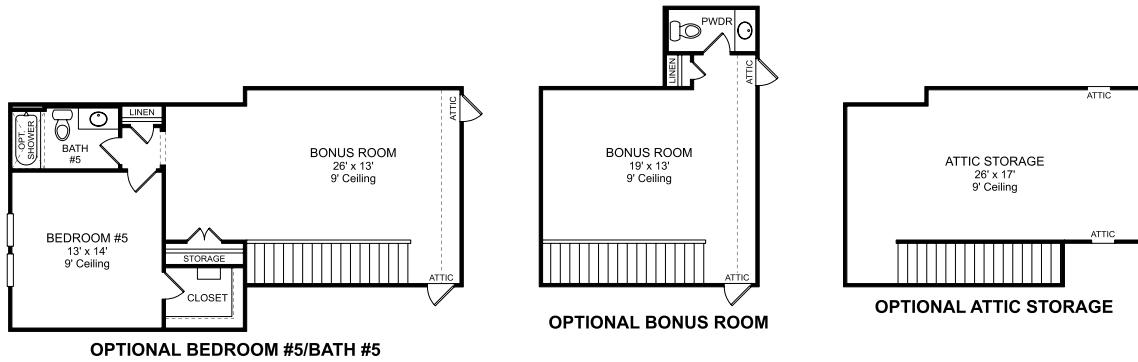 LINEN
OPT.
SHOWER
BATH
#5
BONUS ROOM
26' x 13'
9' Ceiling
ATTIC
BEDROOM #5
13' x 14'
9' Ceiling
STORAGE
CLOSET
ATTIC
OPTIONAL BEDROOM #5/BATH #5
PWDR
LINEN
ATTIC
BONUS ROOM
19' x 13'
9' Ceiling
ATTIC
OPTIONAL BONUS ROOM
ATTIC
ATTIC STORAGE
26' x 17'
9' Ceiling
ATTIC
OPTIONAL ATTIC STORAGE